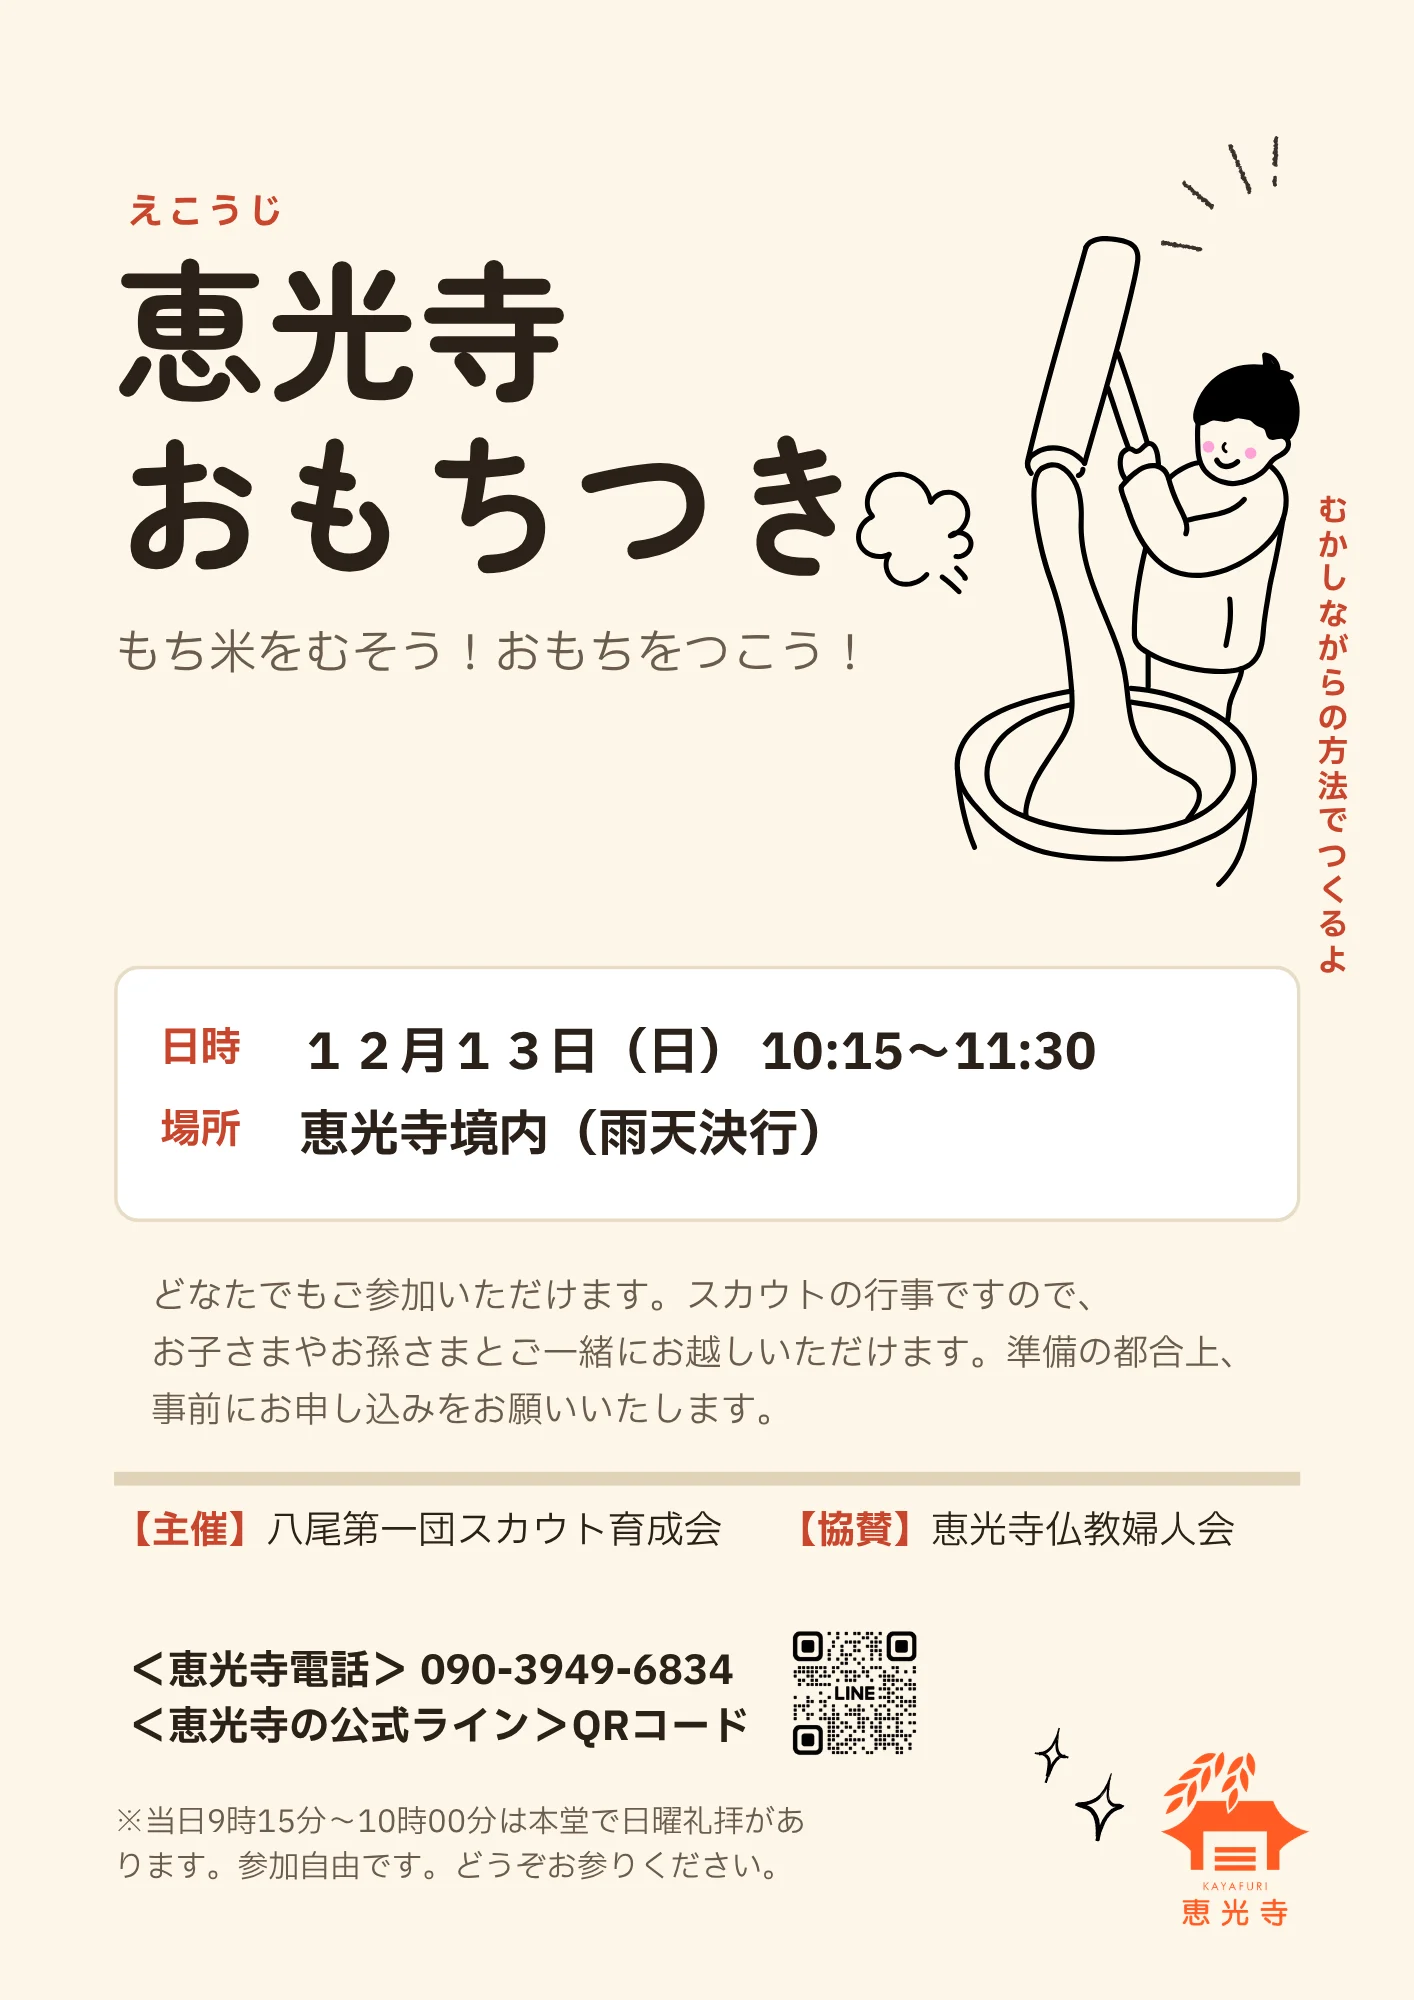 えこうじ
恵光寺
おもちつき
もち米をむそう！おもちをつこう！
むかしながらの方法でつくるよ
日時　１２月１３日（日） 10:15〜11:30
場所　恵光寺境内（雨天決行）
どなたでもご参加いただけます。スカウトの行事ですので、
お子さまやお孫さまとご一緒にお越しいただけます。準備の都合上、
事前にお申し込みをお願いいたします。
【主催】八尾第一団スカウト育成会　【協賛】恵光寺仏教婦人会
＜恵光寺電話＞ 090-3949-6834
＜恵光寺の公式ライン＞QRコード
LINE
※当日9時15分〜10時00分は本堂で日曜礼拝があ
ります。参加自由です。どうぞお参りください。
KAYAFURI
恵光寺